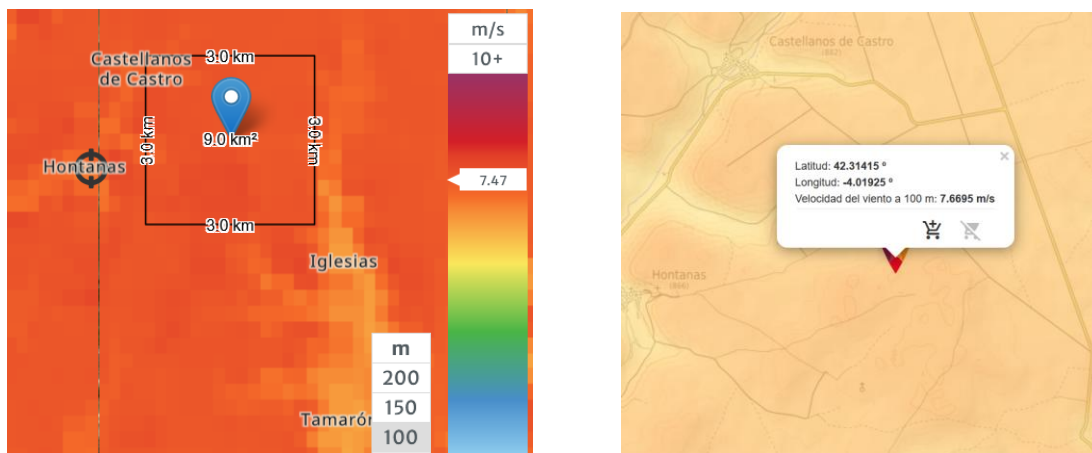 Castellanos
de Castro
3.0 km
3.0 km
3.0 km
9.0 km²
Hontanas
3.0 km
Iglesias
Tamarón
m/s
10+
7.47
m
200
150
100
Castellanos de Castro
(882)
Latitud: 42.31415 º
Longitud: -4.01925 º
Velocidad del viento a 100 m: 7.6695 m/s
Hontanas
(866)